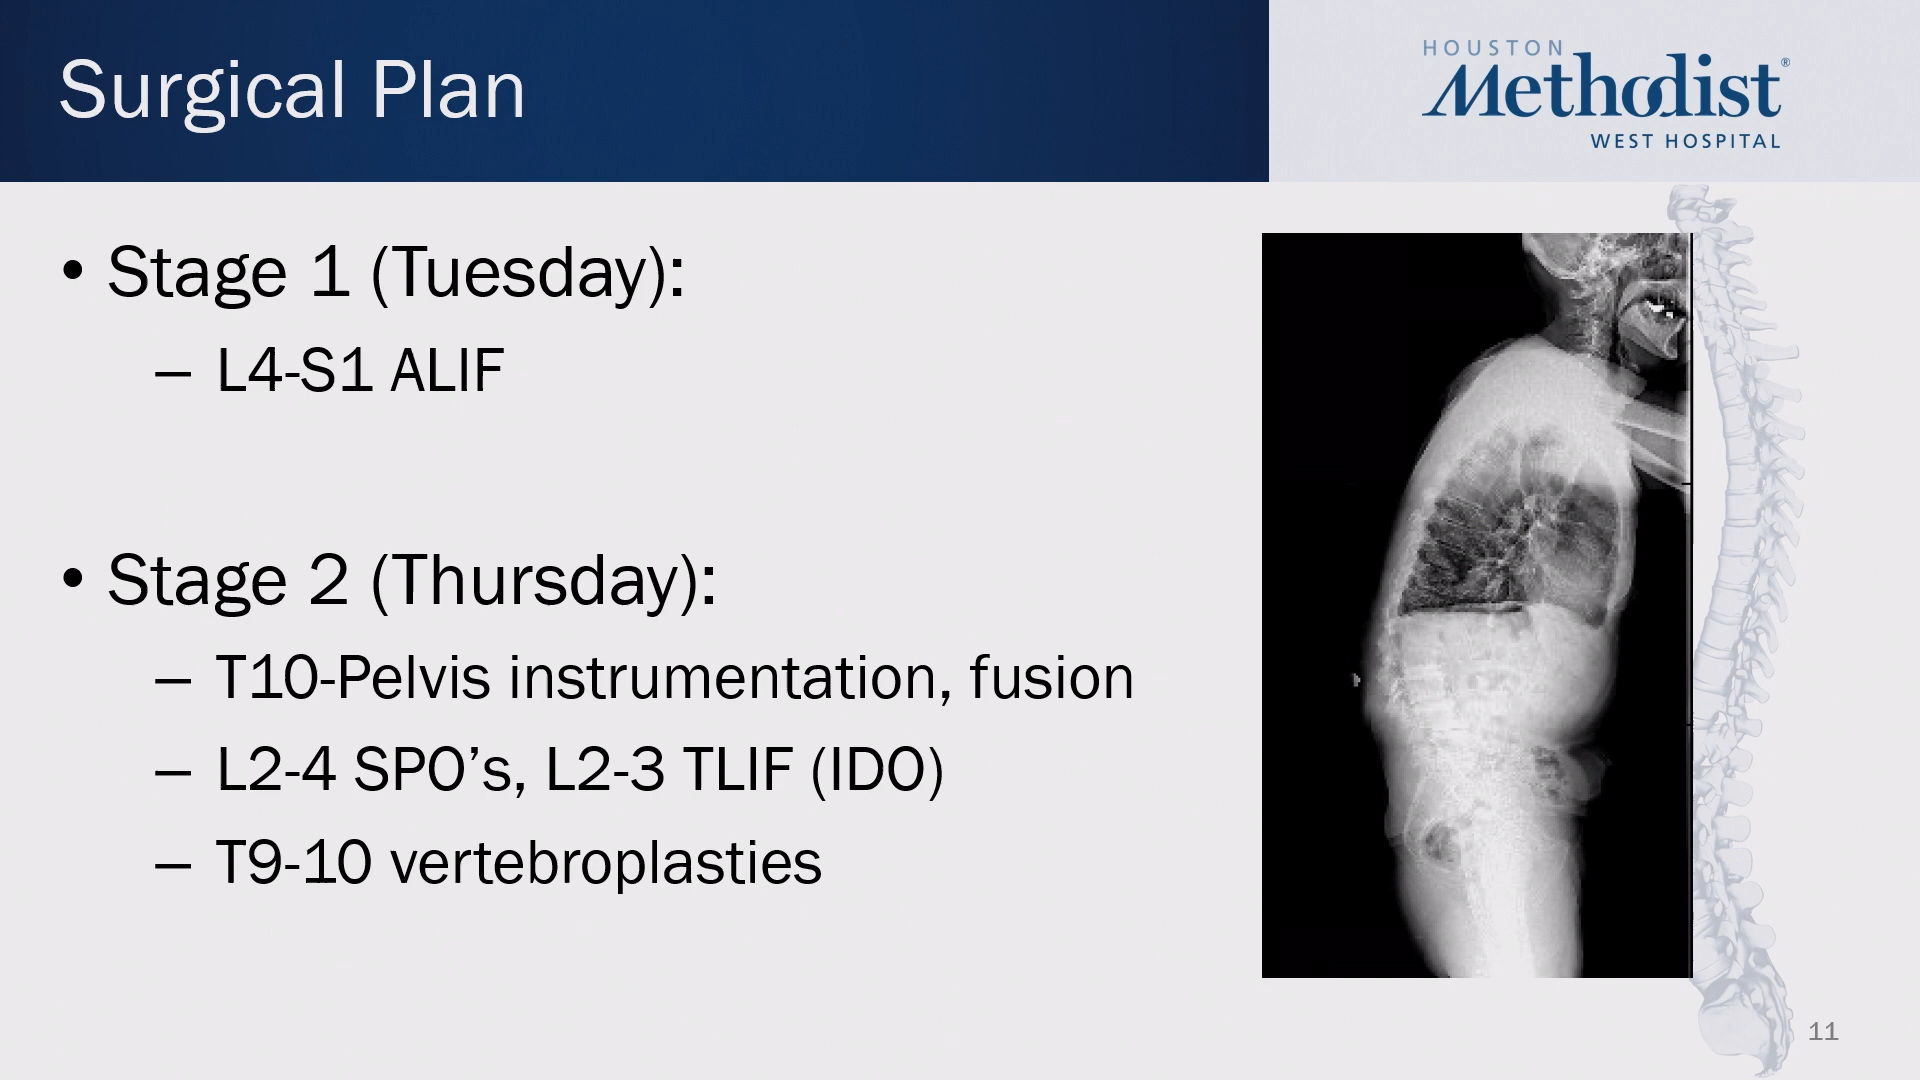 Surgical Plan
HOUSTON
Methodist®
WEST HOSPITAL
• Stage 1 (Tuesday):
– L4-S1 ALIF
• Stage 2 (Thursday):
– T10-Pelvis instrumentation, fusion
– L2-4 SPO’s, L2-3 TLIF (IDO)
– T9-10 vertebroplasties
11